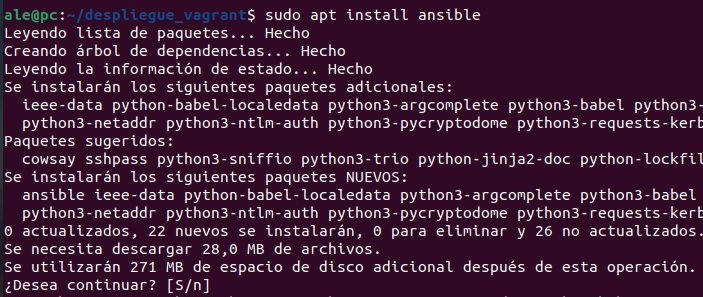 ale@pc:~/despliegue_vagrant$ sudo apt install ansible
Leyendo lista de paquetes... Hecho
Creando árbol de dependencias... Hecho
Leyendo la información de estado... Hecho
Se instalarán los siguientes paquetes adicionales:
ieee-data python-babel-localedata python3-argcomplete python3-babel python3-
python3-netaddr python3-ntlm-auth python3-pycryptodome python3-requests-kerb
Paquetes sugeridos:
cowsay sshpass python3-sniffio python3-trio python-jinja2-doc python-lockfil
Se instalarán los siguientes paquetes NUEVOS:
ansible ieee-data python-babel-localedata python3-argcomplete python3-babel
python3-netaddr python3-ntlm-auth python3-pycryptodome python3-requests-kerb
0 actualizados, 22 nuevos se instalarán, 0 para eliminar y 26 no actualizados.
Se necesita descargar 28,0 MB de archivos.
Se utilizarán 271 MB de espacio de disco adicional después de esta operación.
¿Desea continuar? [S/n]